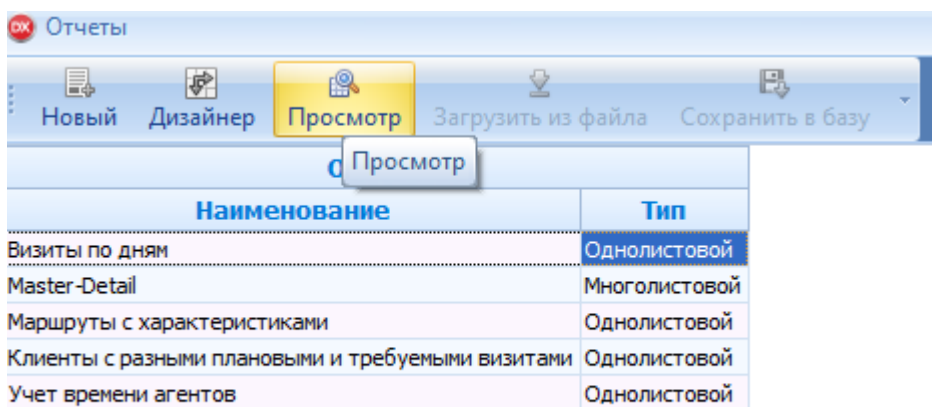 DX Отчеты
Новый Дизайнер Просмотр Загрузить из файла Сохранить в базу
Просмотр
Наименование Тип
Визиты по дням Однолистовой
Master-Detail Многолистовой
Маршруты с характеристиками Однолистовой
Клиенты с разными плановыми и требуемыми визитами Однолистовой
Учет времени агентов Однолистовой